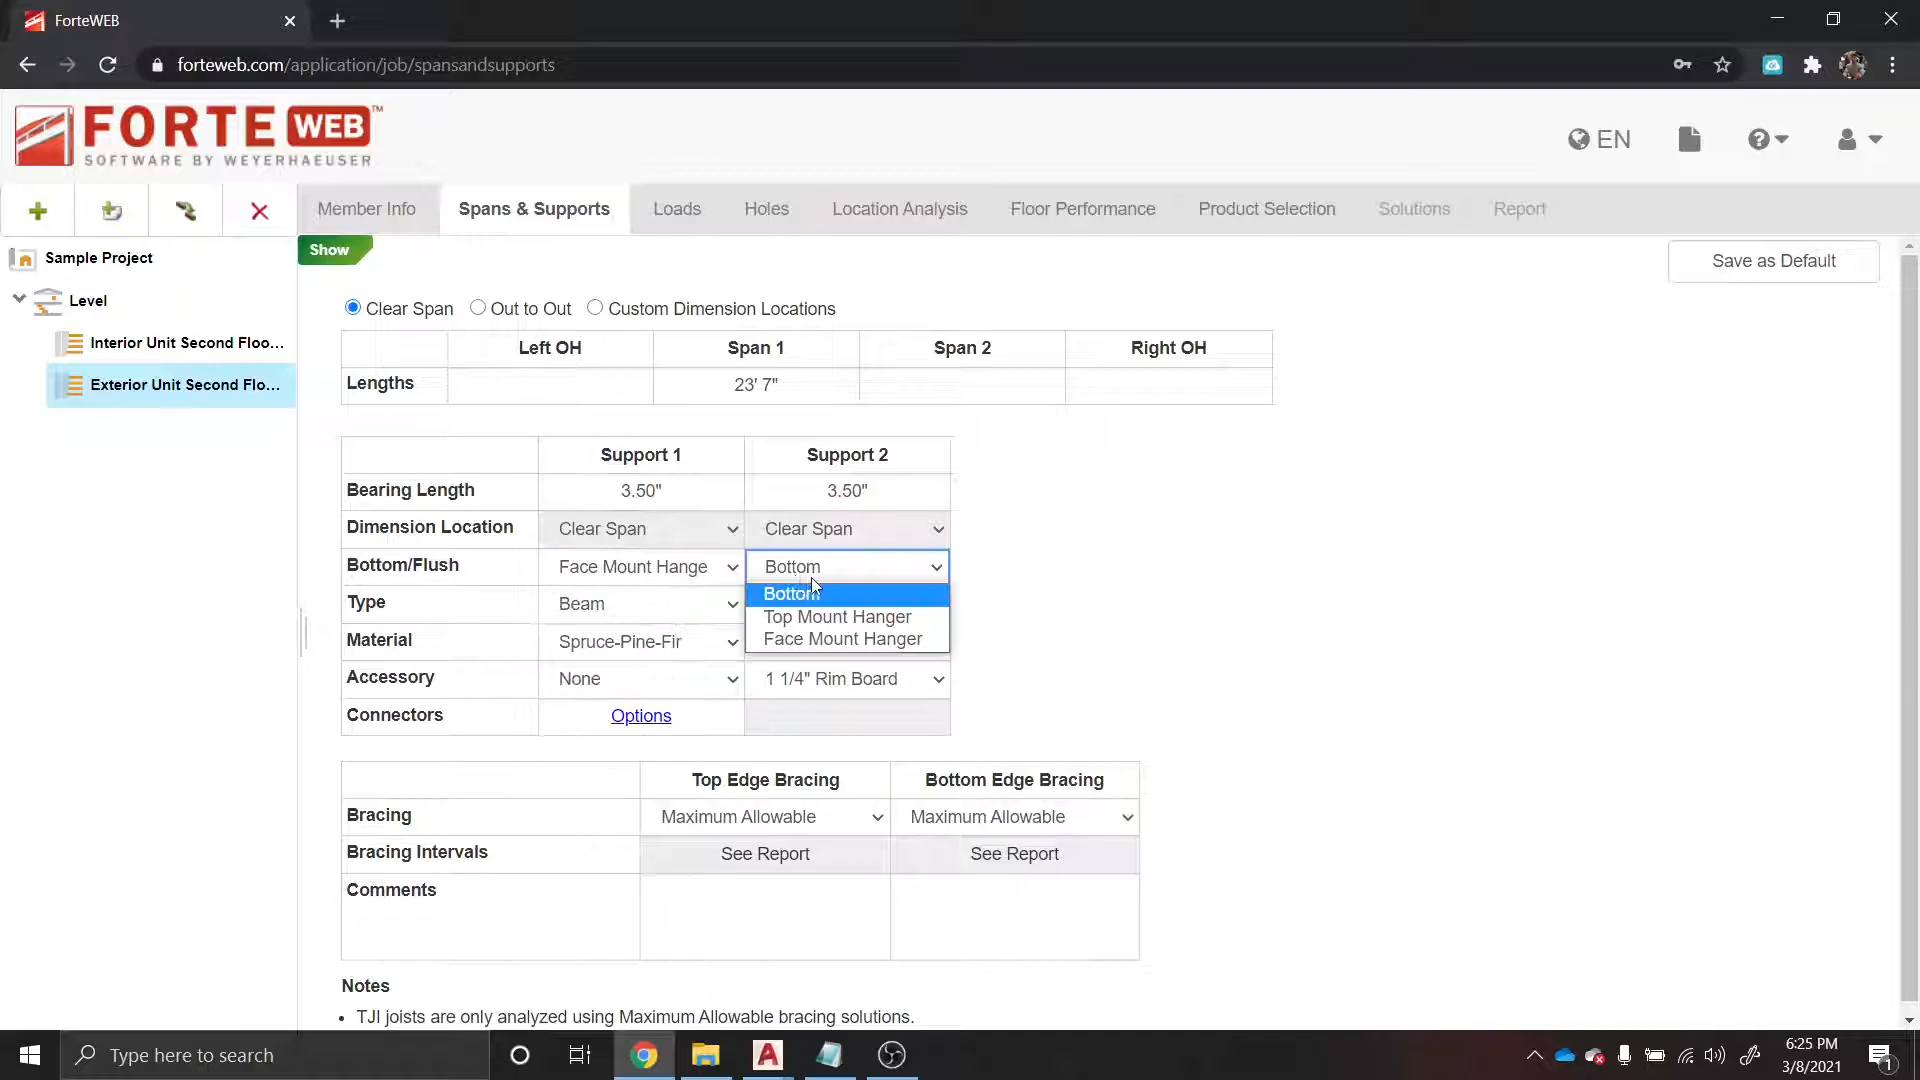 ForteWEB
forteweb.com/application/job/spansandsupports
FORTE WEB™
SOFTWARE BY WEYERHAEUSER
EN
Member Info
Spans & Supports
Loads
Holes
Location Analysis
Floor Performance
Product Selection
Solutions
Report
Show
Save as Default
Sample Project
Level
Interior Unit Second Floo...
Exterior Unit Second Flo...
Clear Span
Out to Out
Custom Dimension Locations
Left OH
Span 1
Span 2
Right OH
Lengths
23' 7"
Support 1
Support 2
Bearing Length
3.50"
3.50"
Dimension Location
Clear Span
Clear Span
Bottom/Flush
Face Mount Hange
Bottom
Bottom
Top Mount Hanger
Face Mount Hanger
Type
Beam
Material
Spruce-Pine-Fir
Accessory
None
1 1/4" Rim Board
Connectors
Options
Top Edge Bracing
Bottom Edge Bracing
Bracing
Maximum Allowable
Maximum Allowable
Bracing Intervals
See Report
See Report
Comments
Notes
• TJI joists are only analyzed using Maximum Allowable bracing solutions.
Type here to search
6:25 PM
3/8/2021
1